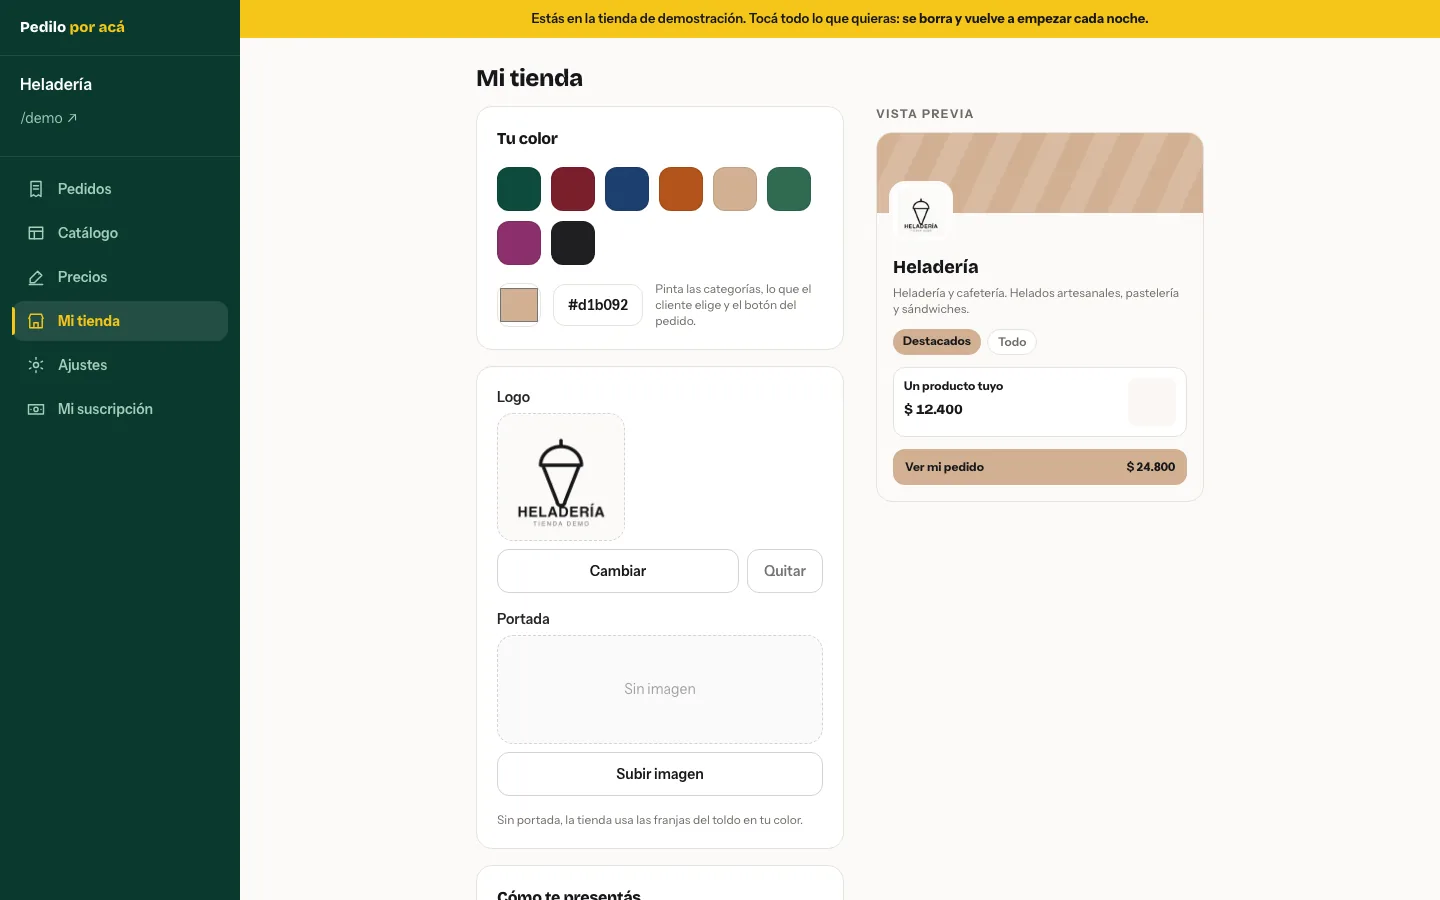 Pedilo por acá
Estás en la tienda de demostración. Tocá todo lo que quieras: se borra y vuelve a empezar cada noche.
Heladería
/demo ↗
Pedidos
Catálogo
Precios
Mi tienda
Ajustes
Mi suscripción
Mi tienda
Tu color
#d1b092
Pinta las categorías, lo que el
cliente elige y el botón del
pedido.
Logo
HELADERÍA
TIENDA DEMO
Cambiar
Quitar
Portada
Sin imagen
Subir imagen
Sin portada, la tienda usa las franjas del toldo en tu color.
Cómo te presentás
VISTA PREVIA
HELADERÍA
Heladería
Heladería y cafetería. Helados artesanales, pastelería
y sándwiches.
Destacados
Todo
Un producto tuyo
$ 12.400
Ver mi pedido
$ 24.800